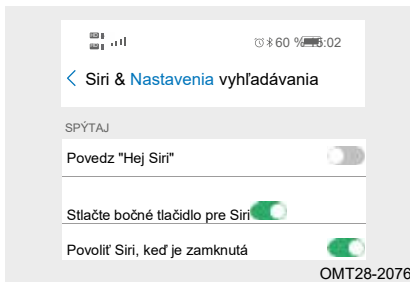 60 % 16:02
Siri & Nastavenia vyhľadávania
SPÝTAJ
Povedz "Hej Siri"
Stlačte bočné tlačidlo pre Siri
Povoliť Siri, keď je zamknutá
OMT28-2076